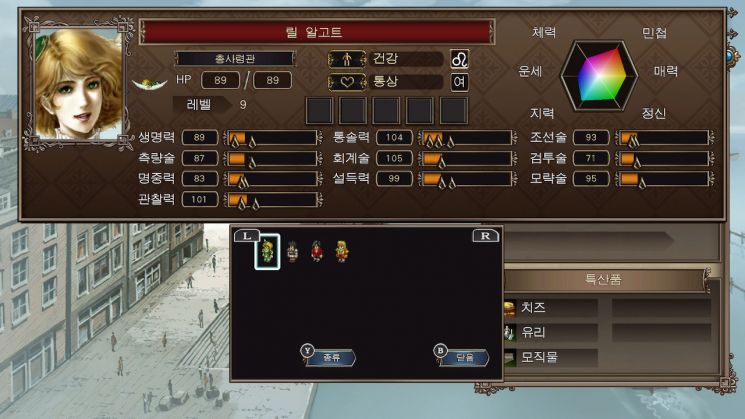 릴 알고트
총사령관
건강
♌
HP 89 / 89
통상
여
레벨 9
체력 민첩
운세 매력
지력 정신
생명력 89 통솔력 104 조선술 93
측량술 87 회계술 105 검투술 71
명중력 83 설득력 99 모략술 95
관찰력 101
L R
특산품
치즈
유리
모직물
Y 종류 B 닫음